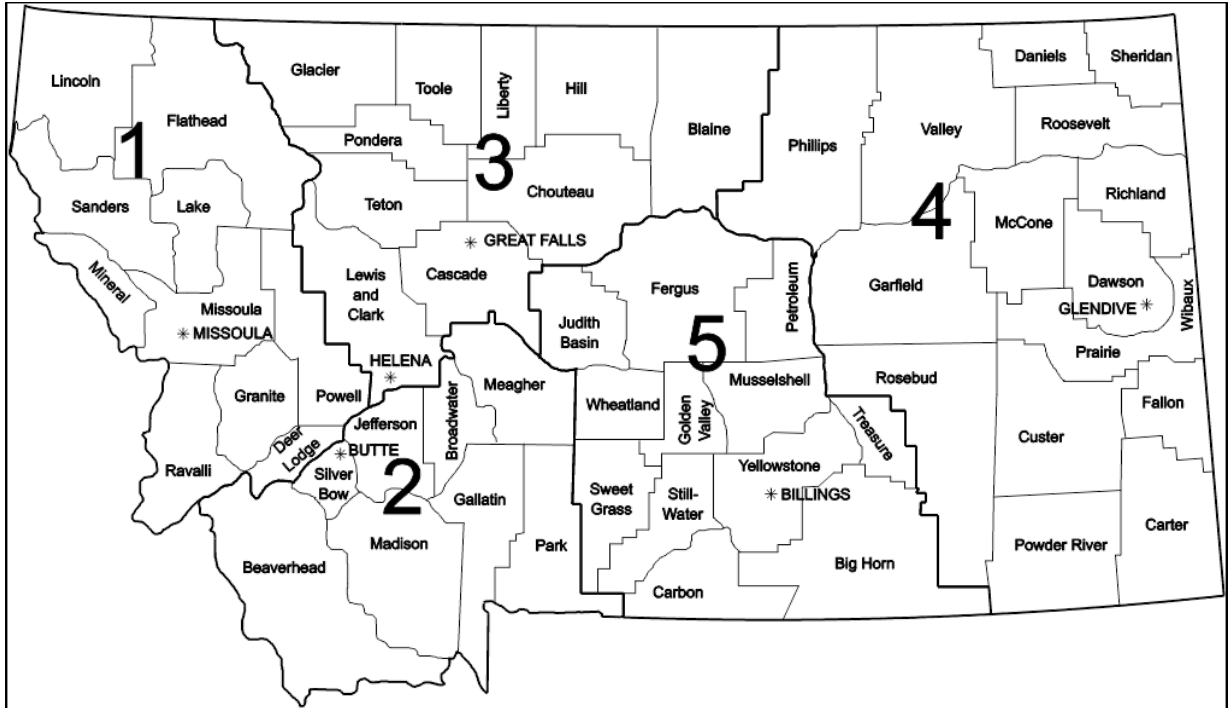 Lincoln
Flathead
1
Sanders
Lake
Mineral
Missoula
MISSOULA
Granite
Powell
Deer
Lodge
Ravalli
Glacier
Toole
Liberty
Hill
Blaine
Pondera
3
Teton
Chouteau
GREAT FALLS
Cascade
Lewis
and
Clark
HELENA
Jefferson
BUTTE
Silver
Bow
2
Broadwater
Meagher
Gallatin
Park
Madison
Beaverhead
Judith
Basin
Fergus
Petroleum
5
Wheatland
Golden
Valley
Musselshell
Sweet
Grass
Still-
Water
Yellowstone
BILLINGS
Treasure
Carbon
Big Horn
Phillips
Valley
Daniels
Sheridan
Roosevelt
4
McCone
Richland
Garfield
Dawson
GLENDIVE
Wibaux
Prairie
Rosebud
Custer
Fallon
Powder River
Carter